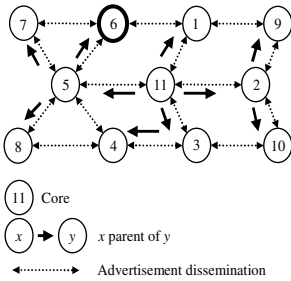 7 6 1 9
5 11 2
8 4 3 10
11 Core
x y x parent of y
Advertisement dissemination